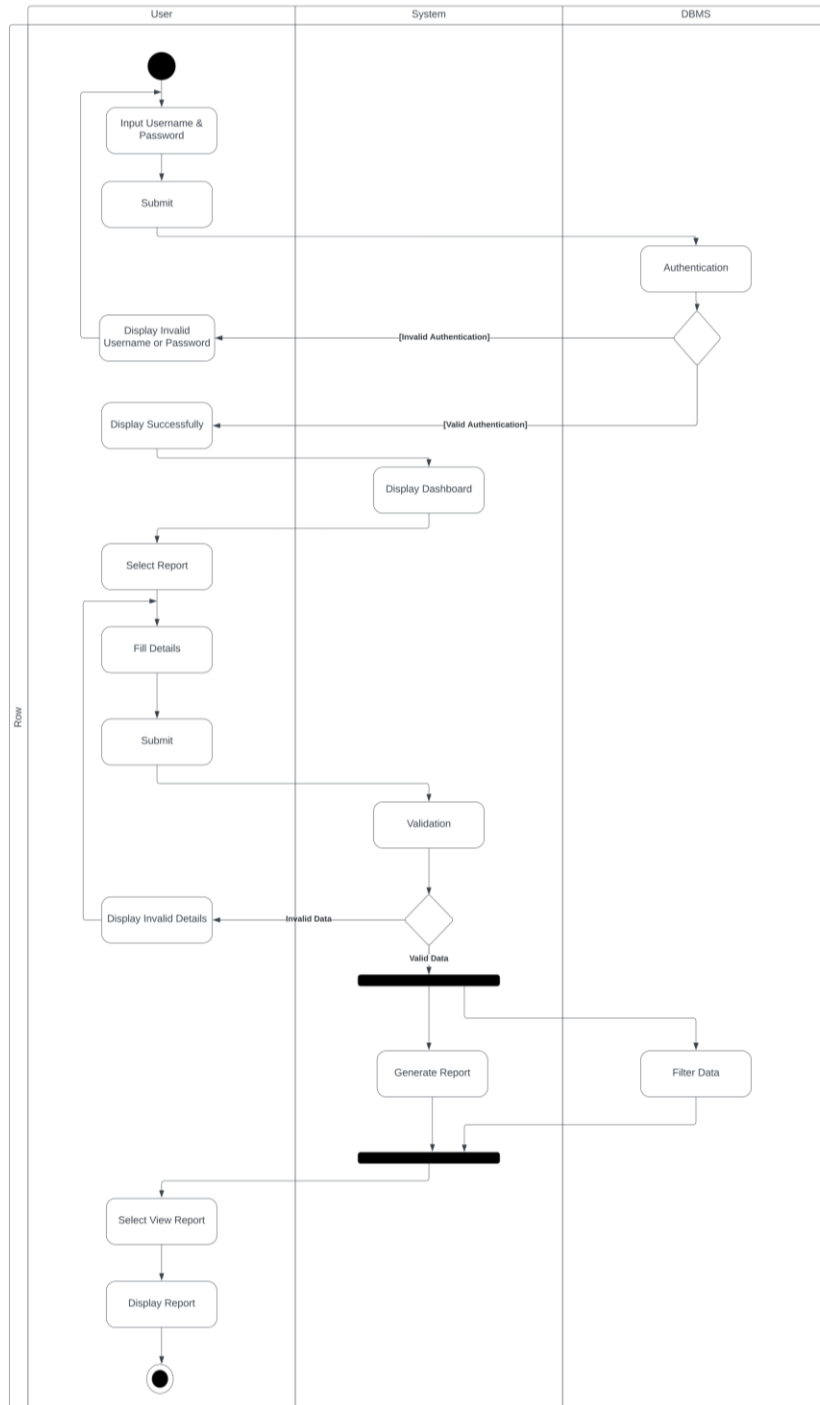 User
System
DBMS
Row
Input Username &
Password
Submit
Authentication
Display Invalid
Username or Password
[Invalid Authentication]
Display Successfully
[Valid Authentication]
Display Dashboard
Select Report
Fill Details
Submit
Validation
Display Invalid Details
Invalid Data
Valid Data
Generate Report
Filter Data
Select View Report
Display Report